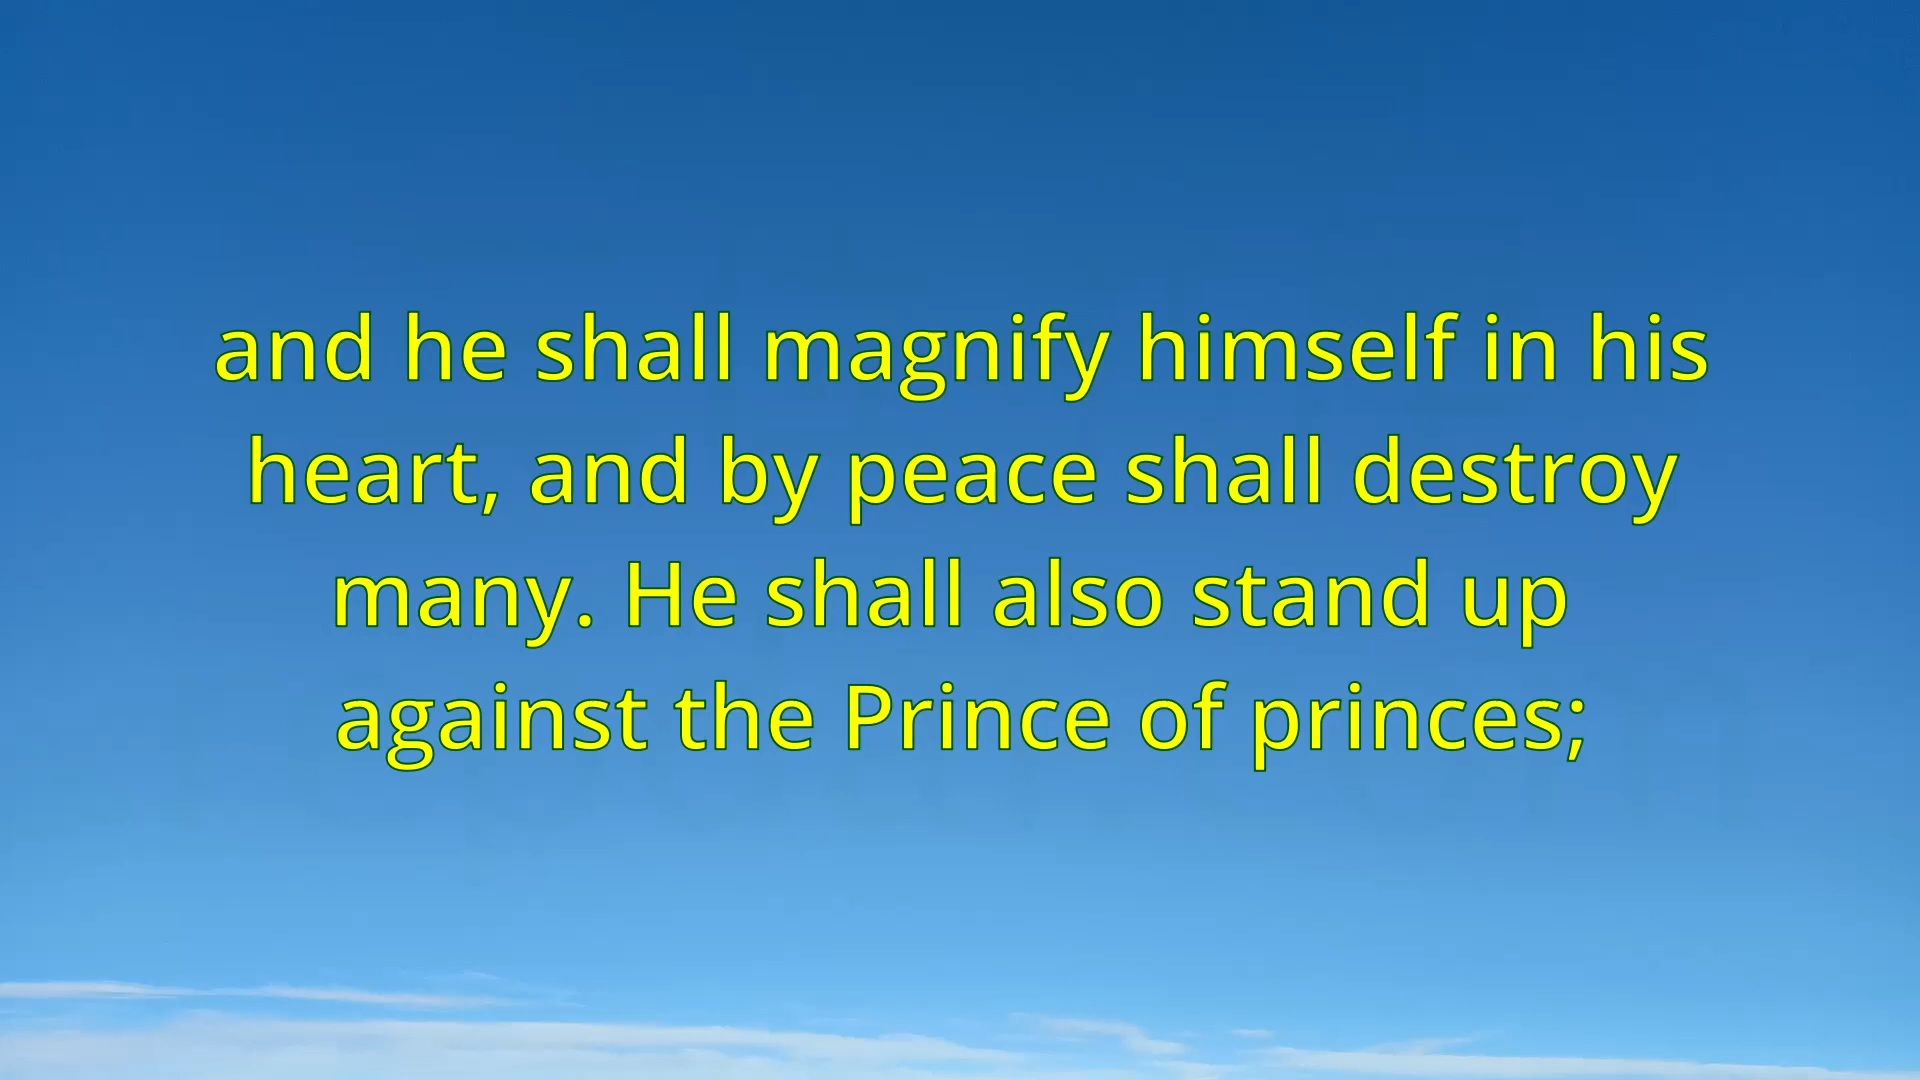 and he shall magnify himself in his
heart, and by peace shall destroy
many. He shall also stand up
against the Prince of princes;